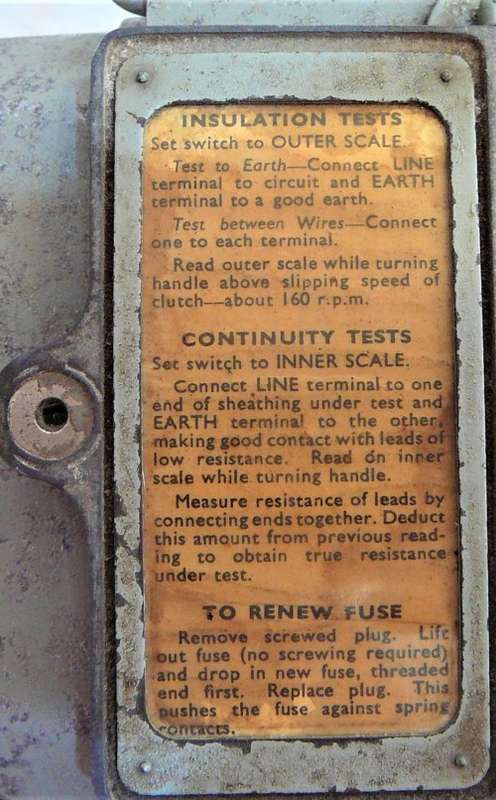 INSULATION TESTS
Set switch to OUTER SCALE.
Test to Earth—Connect LINE
terminal to circuit and EARTH
terminal to a good earth.
Test between Wires—Connect
one to each terminal.
Read outer scale while turning
handle above slipping speed of
clutch—about 160 r.p.m.
CONTINUITY TESTS
Set switch to INNER SCALE.
Connect LINE terminal to one
end of sheathing under test and
EARTH terminal to the other,
making good contact with leads of
low resistance. Read on inner
scale while turning handle.
Measure resistance of leads by
connecting ends together. Deduct
this amount from previous read-
ing to obtain true resistance
under test.
TO RENEW FUSE
Remove screwed plug. Lift
out fuse (no screwing required)
and drop in new fuse, threaded
end first. Replace plug. This
pushes the fuse against spring
contacts.